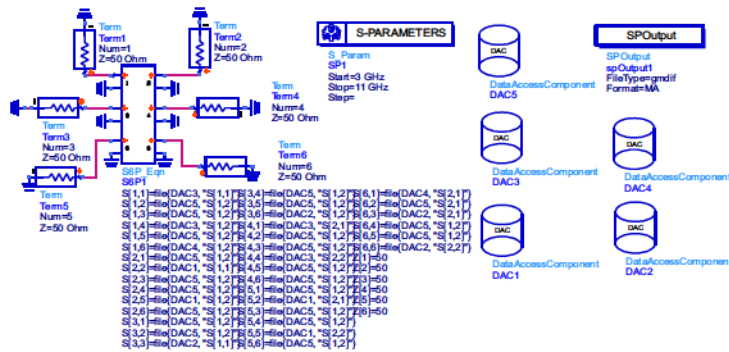 Term
Term1
Num=1
Z=50 Ohm
Term
Term2
Num=2
Z=50 Ohm
Term
Term3
Num=3
Z=50 Ohm
Term
Term4
Num=4
Z=50 Ohm
Term
Term5
Num=5
Z=50 Ohm
Term
Term6
Num=6
Z=50 Ohm
S6P_Eqn
S6P1
S[1,1]=file{DAC3, "S[1,1]" S[3,4]=file{DAC5, "S[1,2]" S[6,1]=file{DAC4, "S[2,1]"}
S[1,2]=file{DAC5, "S[1,2]" S[3,5]=file{DAC5, "S[1,2]" S[6,2]=file{DAC5, "S[1,2]"}
S[1,3]=file{DAC5, "S[1,2]" S[3,6]=file{DAC2, "S[1,2]" S[6,3]=file{DAC2, "S[2,1]"}
S[1,4]=file{DAC3, "S[1,2]" S[4,1]=file{DAC3, "S[2,1]" S[6,4]=file{DAC5, "S[1,2]"}
S[1,5]=file{DAC5, "S[1,2]" S[4,2]=file{DAC5, "S[1,2]" S[6,5]=file{DAC5, "S[1,2]"}
S[1,6]=file{DAC4, "S[1,2]" S[4,3]=file{DAC5, "S[1,2]" S[6,6]=file{DAC2, "S[2,2]"}
S[2,1]=file{DAC5, "S[1,2]" S[4,4]=file{DAC3, "S[2,2]" Z[1]=50
S[2,2]=file{DAC1, "S[1,1]" S[4,5]=file{DAC5, "S[1,2]" Z[2]=50
S[2,3]=file{DAC5, "S[1,2]" S[4,6]=file{DAC5, "S[1,2]" Z[3]=50
S[2,4]=file{DAC5, "S[1,2]" S[5,1]=file{DAC5, "S[1,2]" Z[4]=50
S[2,5]=file{DAC1, "S[1,2]" S[5,2]=file{DAC1, "S[2,1]" Z[5]=50
S[2,6]=file{DAC5, "S[1,2]" S[5,3]=file{DAC5, "S[1,2]" Z[6]=50
S[3,1]=file{DAC5, "S[1,2]" S[5,4]=file{DAC5, "S[1,2]"}
S[3,2]=file{DAC5, "S[1,2]" S[5,5]=file{DAC1, "S[2,2]"}
S[3,3]=file{DAC2, "S[1,1]" S[5,6]=file{DAC5, "S[1,2]"}
S-PARAMETERS
S_Param
SP1
Start=3 GHz
Stop=11 GHz
Step=
DAC
DataAccessComponent
DAC5
DAC
DataAccessComponent
DAC3
DAC
DataAccessComponent
DAC1
SPOutput
SPOutput
spOutput1
FileType=gmdif
Format=MA
DAC
DataAccessComponent
DAC4
DAC
DataAccessComponent
DAC2